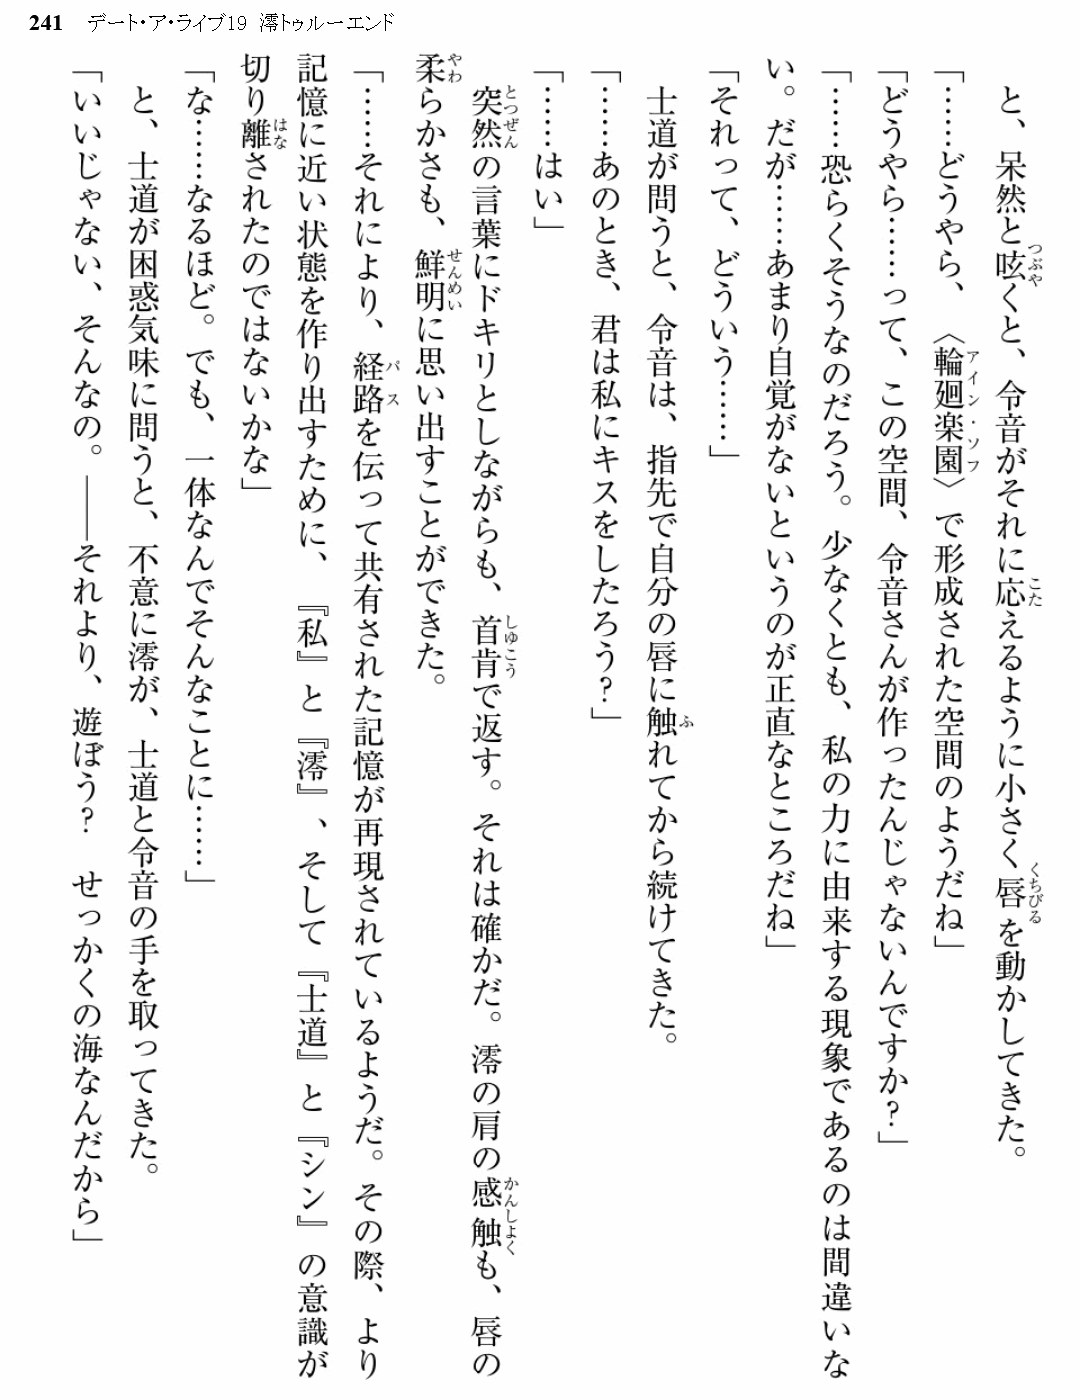 241 デート・ア・ライブ19 澪トゥルーエンド
と、呆然と呟くと、令音がそれに応えるように小さく唇を動かしてきた。
「……どうやら、〈輪廻楽園〉で形成された空間のようだね」
「どうやら……って、この空間、令音さんが作ったんじゃないんですか?」
「……恐らくそうなのだろう。少なくとも、私の力に由来する現象であるのは間違いな
い。だが……あまり自覚がないというのが正直なところだね」
「それって、どういう……」
士道が問うと、令音は、指先で自分の唇に触れてから続けてきた。
「……あのとき、君は私にキスをしたろう?」
「……はい」
突然の言葉にドキリとしながらも、首肯で返す。それは確かだ。澪の肩の感触も、唇の
柔らかさも、鮮明に思い出すことができた。
「……それにより、経路を伝って共有された記憶が再現されているようだ。その際、より
記憶に近い状態を作り出すために、『私』と『澪』、そして『士道』と『シン』の意識が
切り離されたのではないかな」
「な……なるほど。でも、一体なんでそんなことに……」
と、士道が困惑気味に問うと、不意に澪が、士道と令音の手を取ってきた。
「いいじゃない、そんなの。――それより、遊ぼう? せっかくの海なんだから」